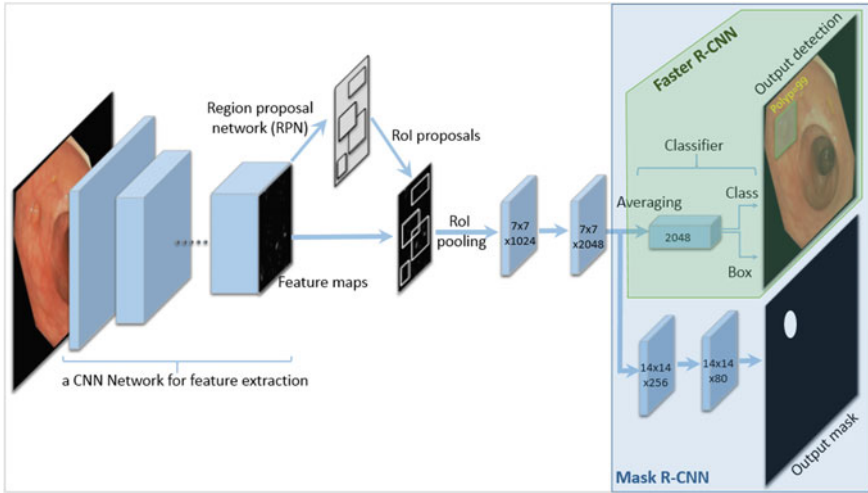 Region proposal
network (RPN)
RoI proposals
Feature maps
a CNN Network for feature extraction
RoI
pooling
7x7
x1024
7x7
x2048
Faster R-CNN
Output detection
Polyp=99
Classifier
Averaging
2048
Class
Box
14x14
x256
14x14
x80
Output mask
Mask R-CNN